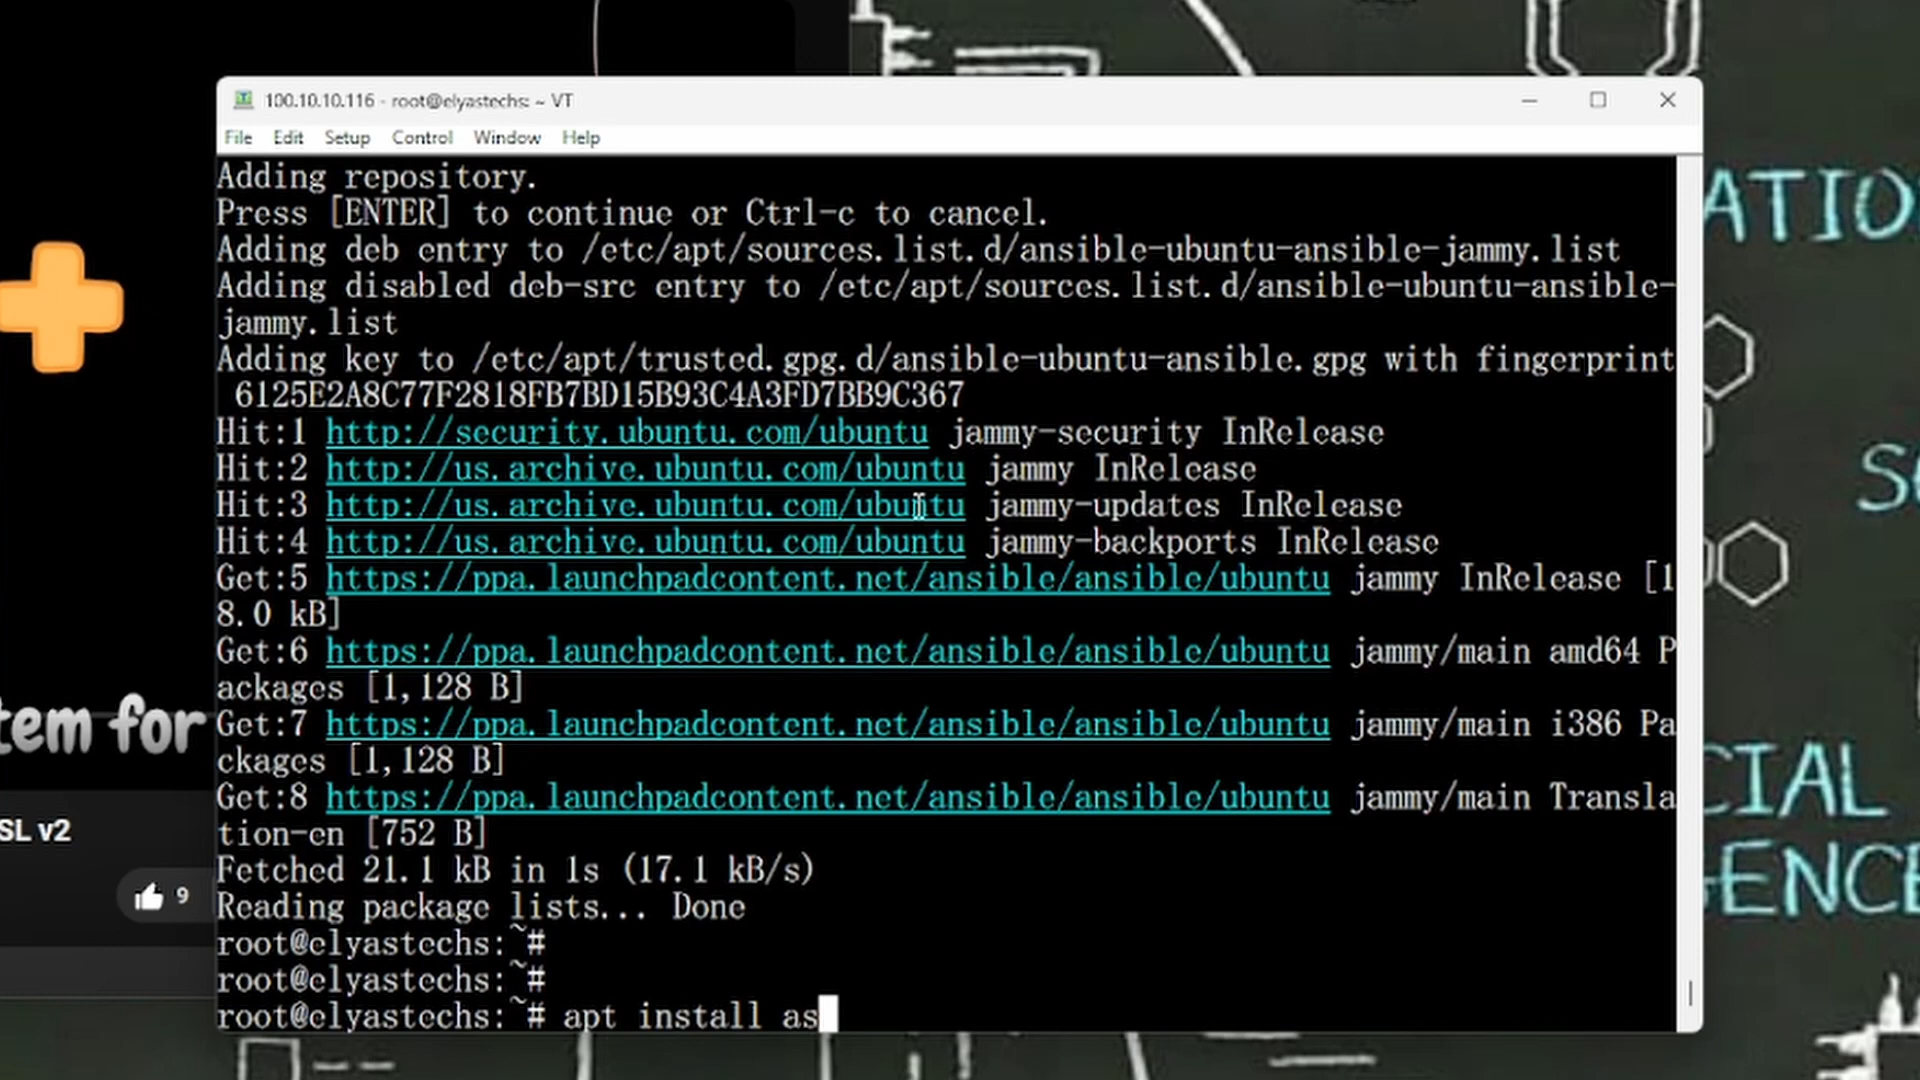 100.10.10.116 - root@elyastechs: ~ VT
File Edit Setup Control Window Help
Adding repository.
Press [ENTER] to continue or Ctrl-c to cancel.
Adding deb entry to /etc/apt/sources.list.d/ansible-ubuntu-ansible-jammy.list
Adding disabled deb-src entry to /etc/apt/sources.list.d/ansible-ubuntu-ansible-
jammy.list
Adding key to /etc/apt/trusted.gpg.d/ansible-ubuntu-ansible.gpg with fingerprint
6125E2A8C77F2818FB7BD15B93C4A3FD7BB9C367
Hit:1 http://security.ubuntu.com/ubuntu jammy-security InRelease
Hit:2 http://us.archive.ubuntu.com/ubuntu jammy InRelease
Hit:3 http://us.archive.ubuntu.com/ubuntu jammy-updates InRelease
Hit:4 http://us.archive.ubuntu.com/ubuntu jammy-backports InRelease
Get:5 https://ppa.launchpadcontent.net/ansible/ansible/ubuntu jammy InRelease [1
8.0 kB]
Get:6 https://ppa.launchpadcontent.net/ansible/ansible/ubuntu jammy/main amd64 P
ackages [1,128 B]
Get:7 https://ppa.launchpadcontent.net/ansible/ansible/ubuntu jammy/main i386 Pa
ckages [1,128 B]
Get:8 https://ppa.launchpadcontent.net/ansible/ansible/ubuntu jammy/main Transla
tion-en [752 B]
Fetched 21.1 kB in 1s (17.1 kB/s)
Reading package lists... Done
root@elyastechs:~#
root@elyastechs:~#
root@elyastechs:~# apt install as
tem for
SL v2
9
ATIO
S
CIAL
ENCE